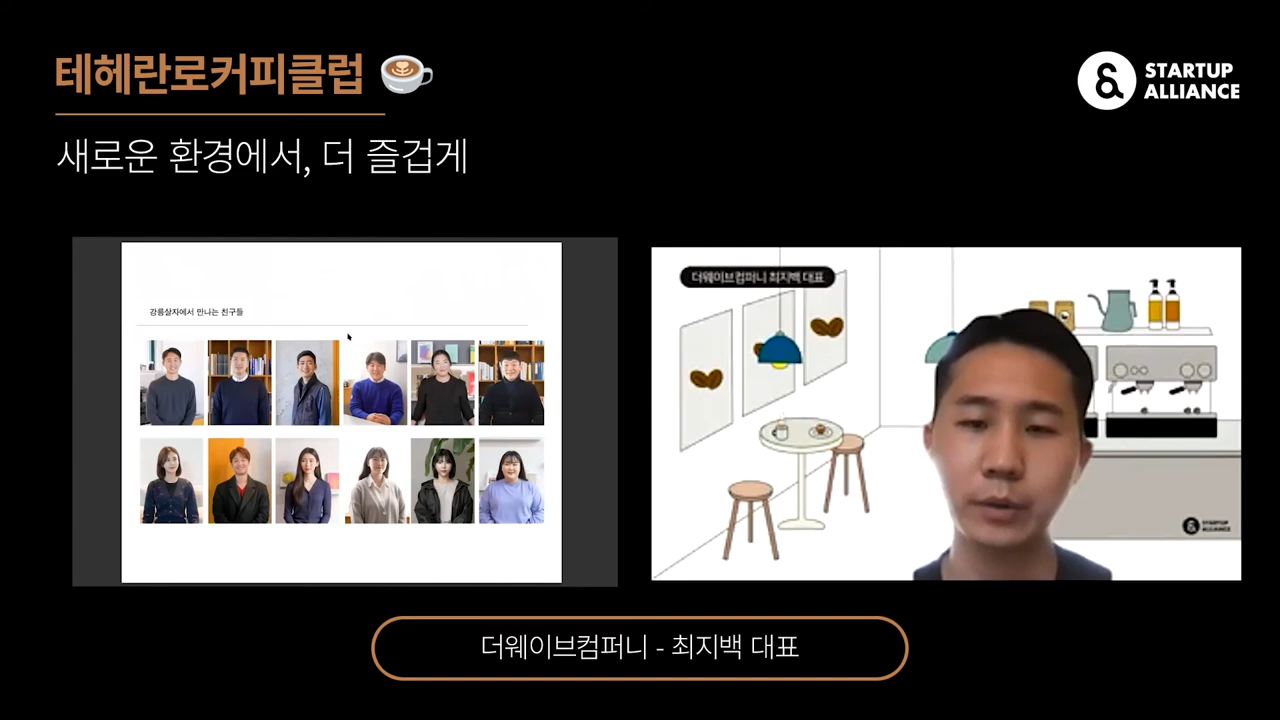 테헤란로커피클럽
STARTUP
ALLIANCE
새로운 환경에서, 더 즐겁게
강릉살자에서 만나는 친구들
더웨이브컴퍼니 최지백 대표
STARTUP
ALLIANCE
더웨이브컴퍼니 - 최지백 대표